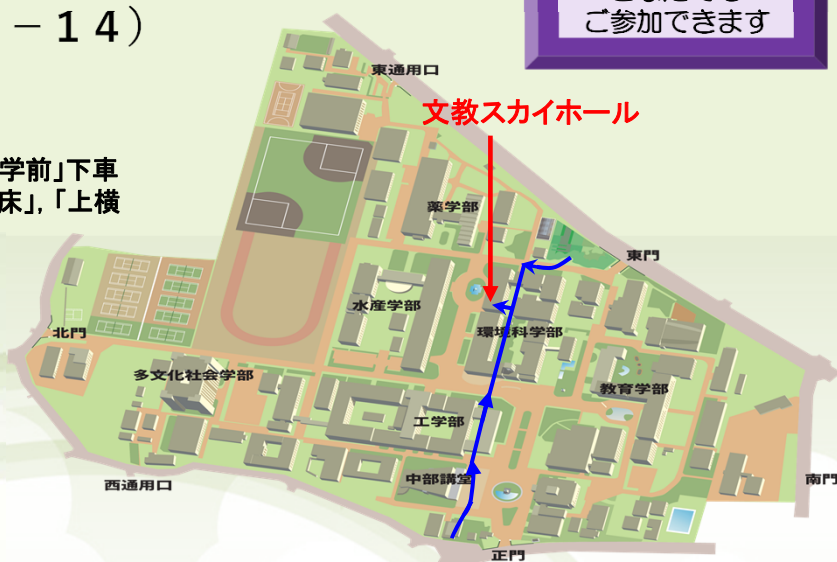 －１４）
ご参加できます
東通用口
文教スカイホール
学前」下車
床」，「上横
薬学部
東門
水産学部
北門
環境科学部
多文化社会学部
教育学部
工学部
中部講堂
西通用口
南門
正門